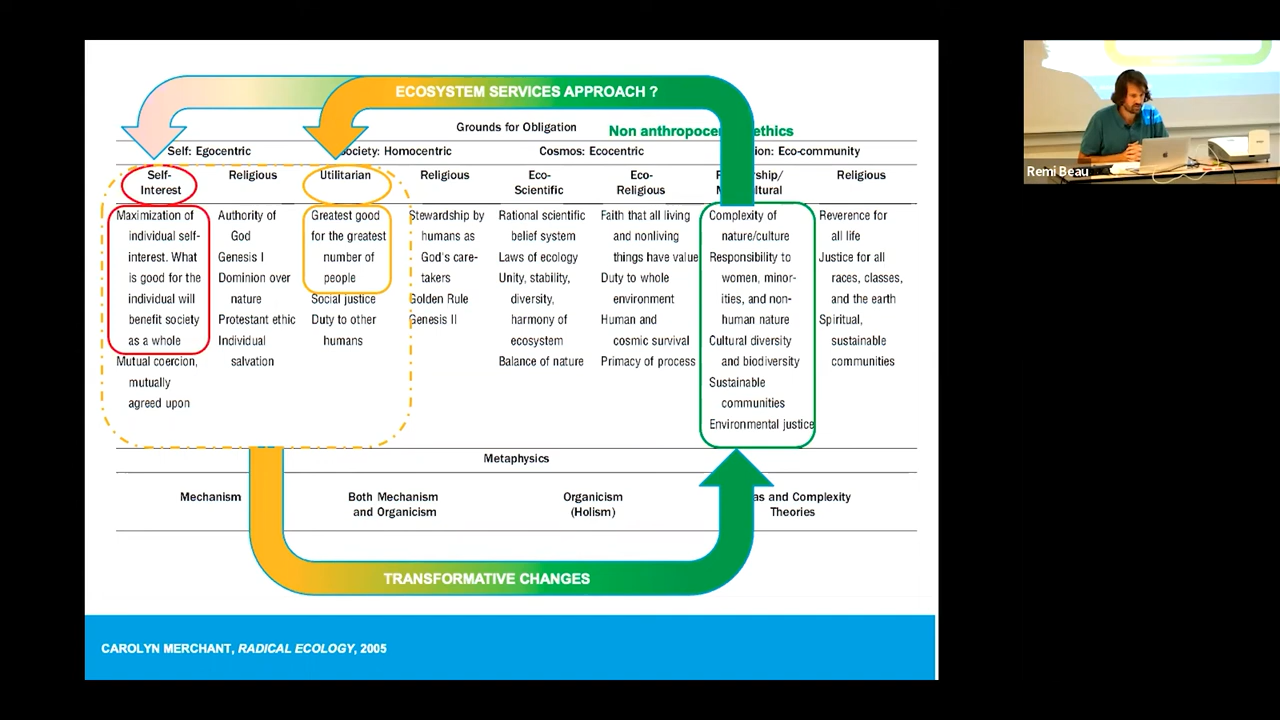 ECOSYSTEM SERVICES APPROACH ?
Grounds for Obligation
Non anthropocen ethics
Self: Egocentric
ociety: Homocentric
Cosmos: Ecocentric
ion: Eco-community
Self-
Interest
Religious
Utilitarian
Religious
Eco-
Scientific
Eco-
Religious
P rship/
M ltural
Religious
Maximization of
individual self-
interest. What
is good for the
individual will
benefit society
as a whole
Mutual coercion,
mutually
agreed upon
Authority of
God
Genesis I
Dominion over
nature
Protestant ethic
Individual
salvation
Greatest good
for the greatest
number of
people
Social justice
Duty to other
humans
Stewardship by
humans as
God's care-
takers
Golden Rule
Genesis II
Rational scientific
belief system
Laws of ecology
Unity, stability,
diversity,
harmony of
ecosystem
Balance of nature
Faith that all living
and nonliving
things have value
Duty to whole
environment
Human and
cosmic survival
Primacy of process
Complexity of
nature/culture
Responsibility to
women, minor-
ities, and non-
human nature
Cultural diversity
and biodiversity
Sustainable
communities
Environmental justice
Reverence for
all life
Justice for all
races, classes,
and the earth
Spiritual,
sustainable
communities
Metaphysics
Mechanism
Both Mechanism
and Organicism
Organicism
(Holism)
as and Complexity
Theories
TRANSFORMATIVE CHANGES
CAROLYN MERCHANT, RADICAL ECOLOGY, 2005
Remi Beau